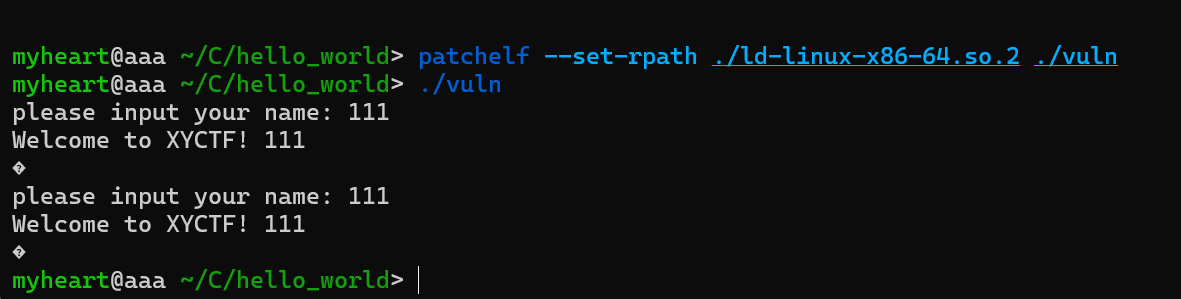 myheart@aaa ~/C/hello_world> patchelf --set-rpath ./ld-linux-x86-64.so.2 ./vuln
myheart@aaa ~/C/hello_world> ./vuln
please input your name: 111
Welcome to XYCTF! 111
�
please input your name: 111
Welcome to XYCTF! 111
�
myheart@aaa ~/C/hello_world>